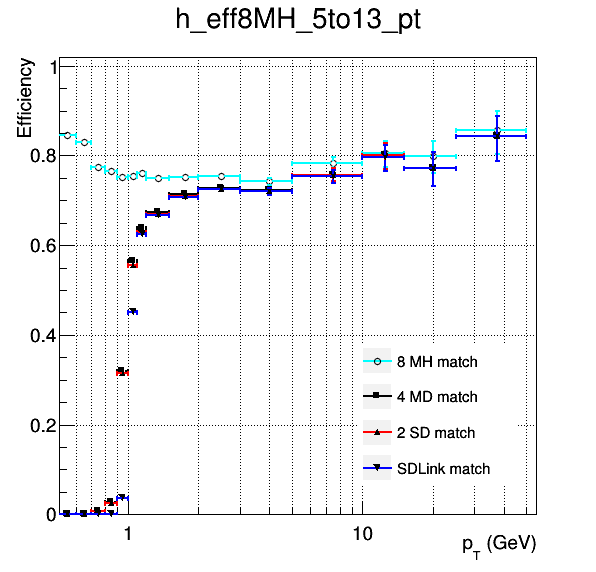 h_eff8MH_5to13_pt
Efficiency
1
0.8
0.6
0.4
0.2
0
8 MH match
4 MD match
2 SD match
SDLink match
1
10
p_T (GeV)